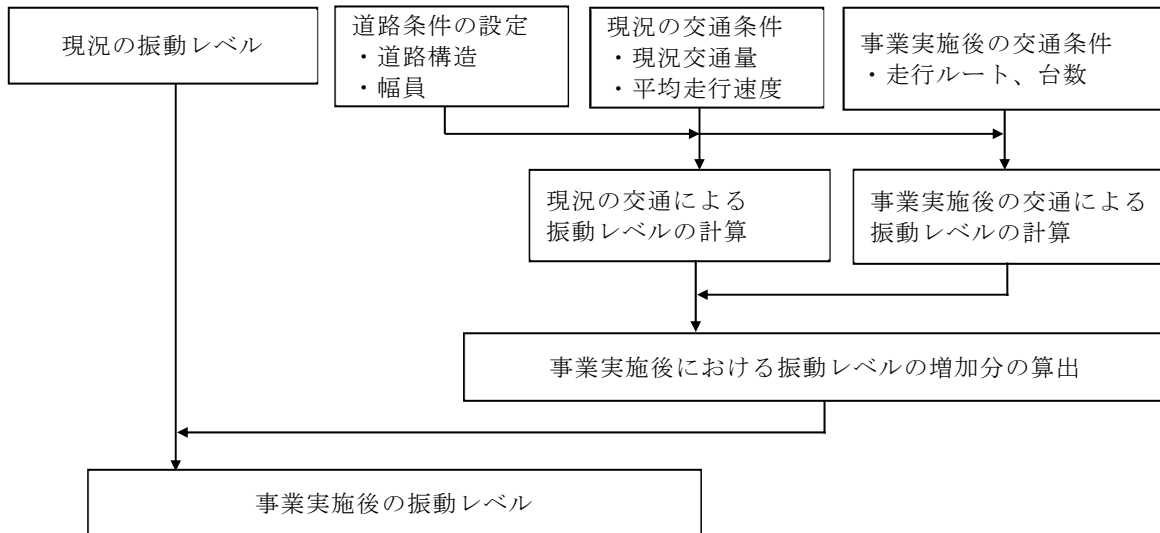 現況の振動レベル
道路条件の設定
・道路構造
・幅員
現況の交通条件
・現況交通量
・平均走行速度
事業実施後の交通条件
・走行ルート、台数
現況の交通による
振動レベルの計算
事業実施後の交通による
振動レベルの計算
事業実施後における振動レベルの増加分の算出
事業実施後の振動レベル